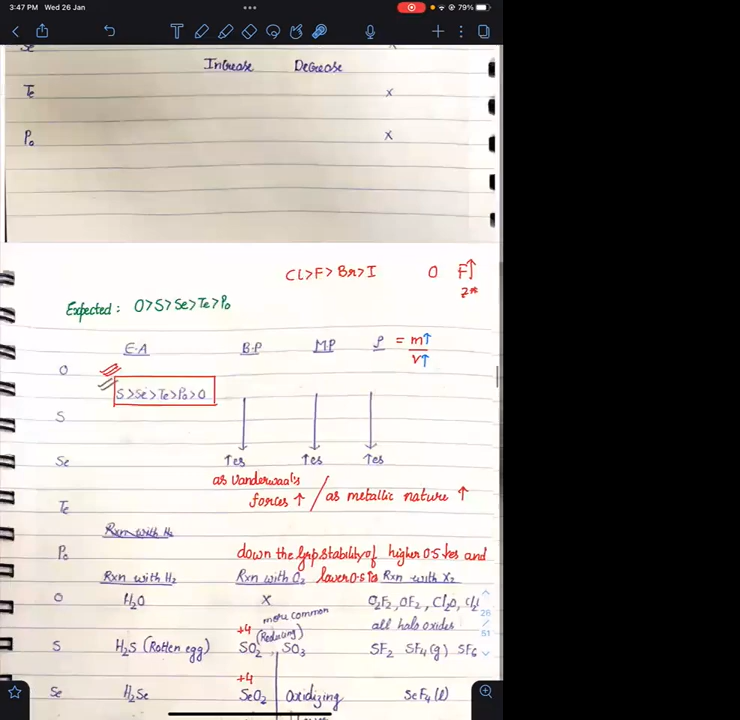 3:47 PM Wed 26 Jan
79%
Se x
Increase Decrease
Te x
Po x
Cl>F>Br>I O F↑
Z*
Expected: O>S>Se>Te>Po
E.A B.P M.P ρ = m↑/V↑
O
S>Se>Te>Po>O
S
Se ↑es ↑es ↑es
as Vanderwaals
forces ↑ / as metallic nature ↑
Te
Rxn with H₂
Po down the grp stability of higher O.S ↓es and
Rxn with H₂ Rxn with O₂ lower O.S ↑s Rxn with X₂
O H₂O x O₂F₂, OF₂, Cl₂O,
more common
all halo oxides
28
51
+4 (Reducing)
S H₂S (Rotten egg) SO₂, SO₃ SF₂ SF₄(g) SF₆
+4
Se H₂Se SeO₂ Oxidizing SeF₄(l)